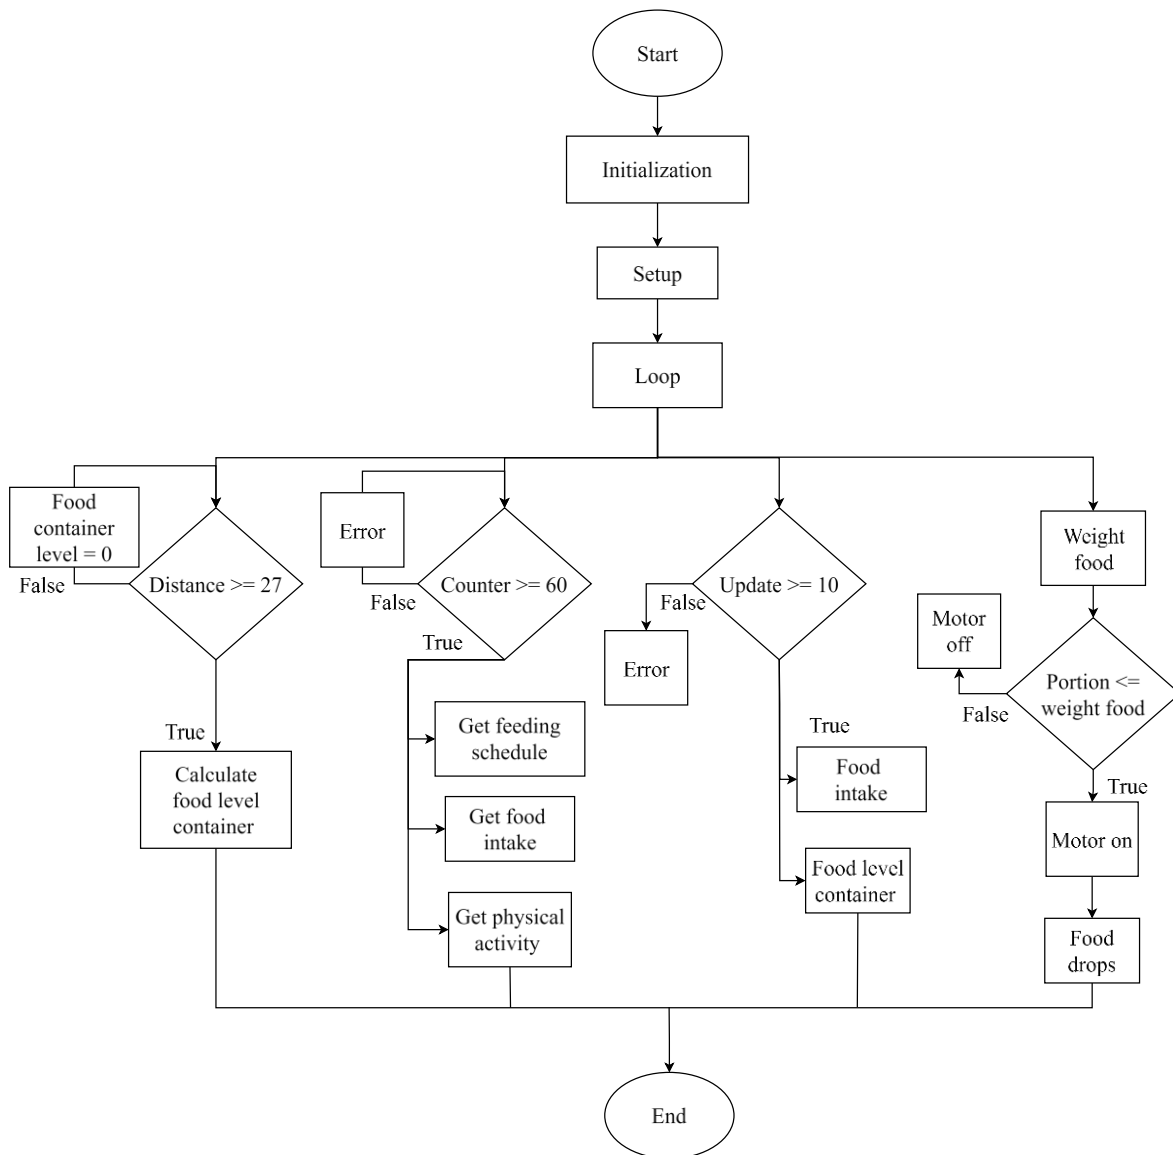 Start
Initialization
Setup
Loop
Food
container
level = 0
False
Distance >= 27
True
Calculate
food level
container
Error
False
Counter >= 60
True
Get feeding
schedule
Get food
intake
Get physical
activity
Update >= 10
False
Error
True
Food
intake
Food level
container
Weight
food
Motor
off
False
Portion <=
weight food
True
Motor on
Food
drops
End